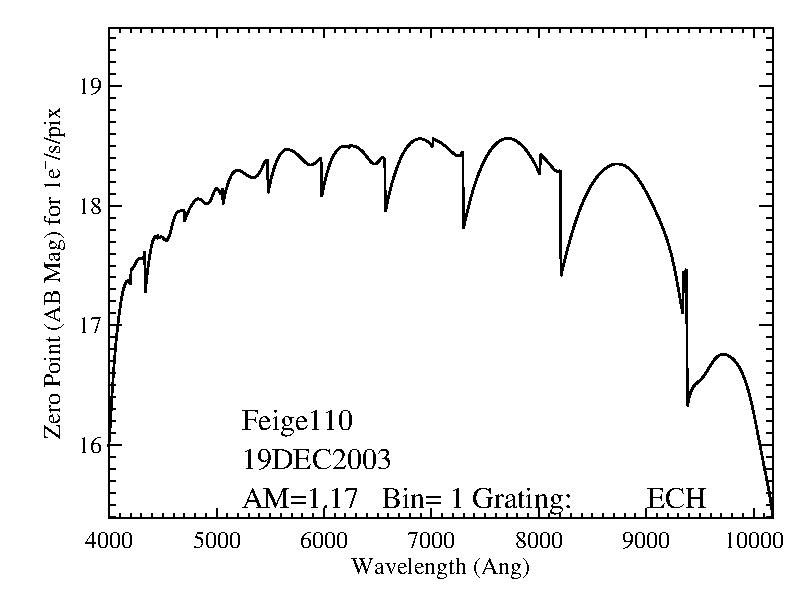 19
18
17
16
Zero Point (AB Mag) for 1e⁻/s/pix
Feige110
19DEC2003
AM=1.17 Bin= 1 Grating: ECH
4000 5000 6000 7000 8000 9000 10000
Wavelength (Ang)